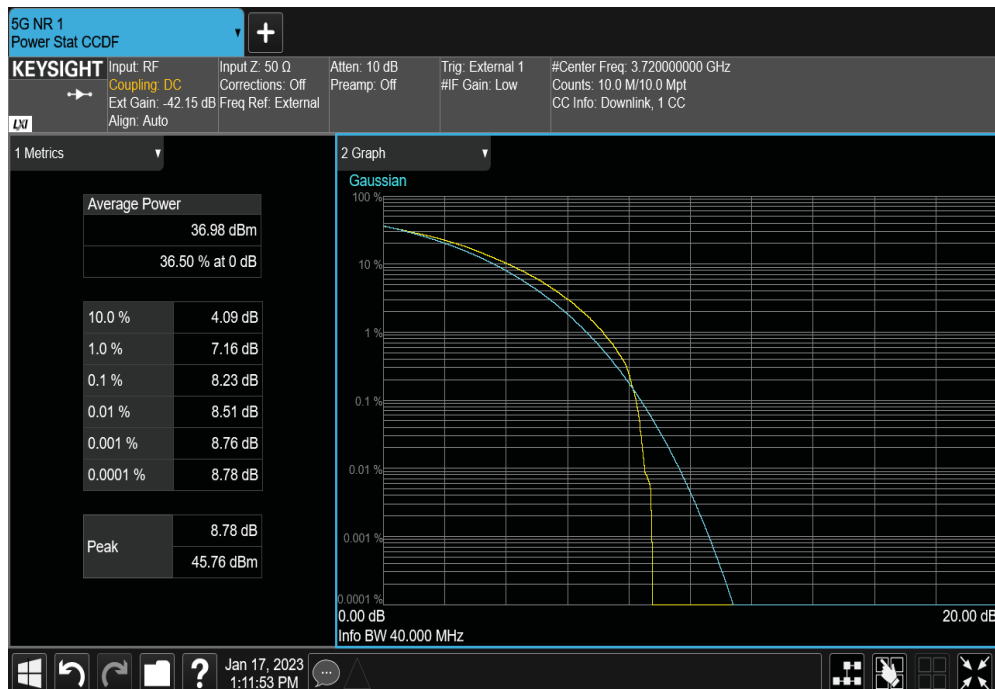 5G NR 1
Power Stat CCDF
+
KEYSIGHT
LXI
Input: RF
Coupling: DC
Ext Gain: -42.15 dB
Align: Auto
Input Z: 50 Ω
Corrections: Off
Freq Ref: External
Atten: 10 dB
Preamp: Off
Trig: External 1
#IF Gain: Low
#Center Freq: 3.720000000 GHz
Counts: 10.0 M/10.0 Mpt
CC Info: Downlink, 1 CC
1 Metrics
Average Power
36.98 dBm
36.50 % at 0 dB
10.0 % 4.09 dB
1.0 % 7.16 dB
0.1 % 8.23 dB
0.01 % 8.51 dB
0.001 % 8.76 dB
0.0001 % 8.78 dB
Peak
8.78 dB
45.76 dBm
2 Graph
Gaussian
100 %
10 %
1 %
0.1 %
0.01 %
0.001 %
0.0001 %
0.00 dB 20.00 dB
Info BW 40.000 MHz
?
Jan 17, 2023
1:11:53 PM